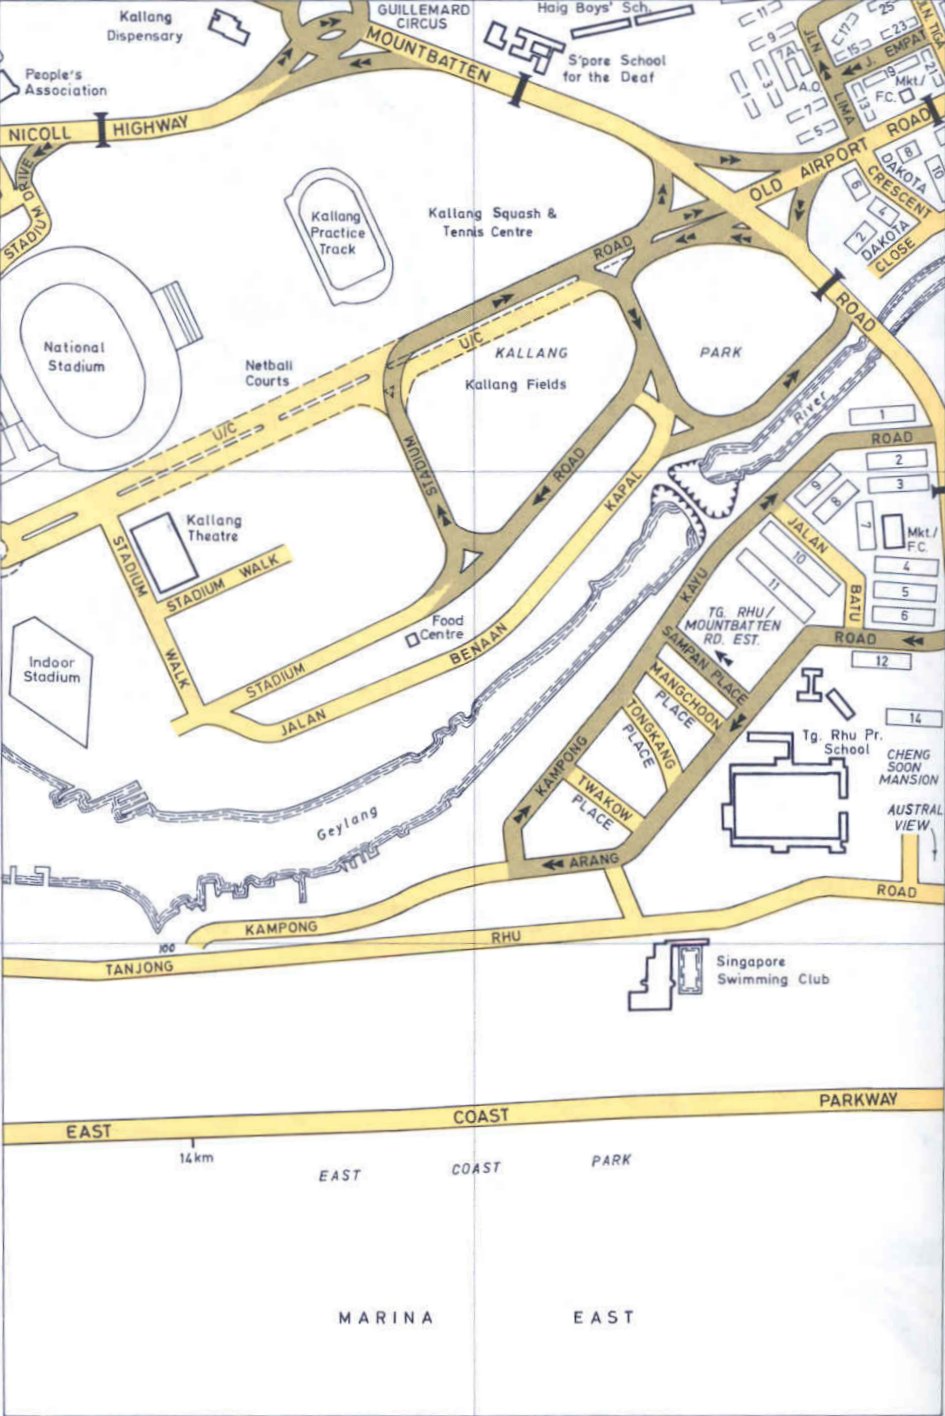 Kallang
Dispensary
GUILLEMARD
CIRCUS
Haig Boys' Sch.
MOUNTBATTEN
S'pore School
for the Deaf
People's
Association
NICOLL HIGHWAY
STADIUM DRIVE
11
9
7A
3
1
A.O.
7
5
JLN
LIMA
17
15
25
23
J. EMPAT
19
13
21
Mkt/
F.C.
OLD AIRPORT ROAD
DAKOTA
CRESCENT
8
10
6
4
2
DAKOTA
CLOSE
Kallang
Practice
Track
Kallang Squash &
Tennis Centre
ROAD
ROAD
National
Stadium
Netball
Courts
U/C
U/C
KALLANG PARK
Kallang Fields
River
STADIUM
ROAD
KAPAL
1
ROAD
2
3
9
8
7
Mkt./
F.C.
4
5
6
JALAN
BATU
10
11
Kallang
Theatre
STADIUM WALK
STADIUM
WALK
KAYU
TG. RHU/
MOUNTBATTEN
RD. EST.
ROAD
12
Food
Centre
BENAAN
SAMPAN PLACE
MANGCHOON
PLACE
TONGKANG
PLACE
TWAKOW
PLACE
Indoor
Stadium
STADIUM
JALAN
KAMPONG
14
Tg. Rhu Pr.
School
CHENG
SOON
MANSION
AUSTRAL
VIEW
Geylang
ARANG
ROAD
KAMPONG
100
RHU
TANJONG
Singapore
Swimming Club
EAST COAST PARKWAY
14km
EAST COAST PARK
MARINA EAST